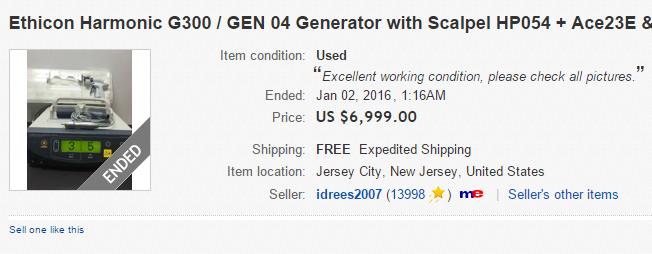 Ethicon Harmonic G300 / GEN 04 Generator with Scalpel HP054 + Ace23E &
Item condition: Used
“Excellent working condition, please check all pictures.”
Ended: Jan 02, 2016 , 1:16AM
Price: US $6,999.00
Shipping: FREE Expedited Shipping
Item location: Jersey City, New Jersey, United States
Seller: idrees2007 (13998 ) me | Seller's other items
3 5
ENDED
Sell one like this